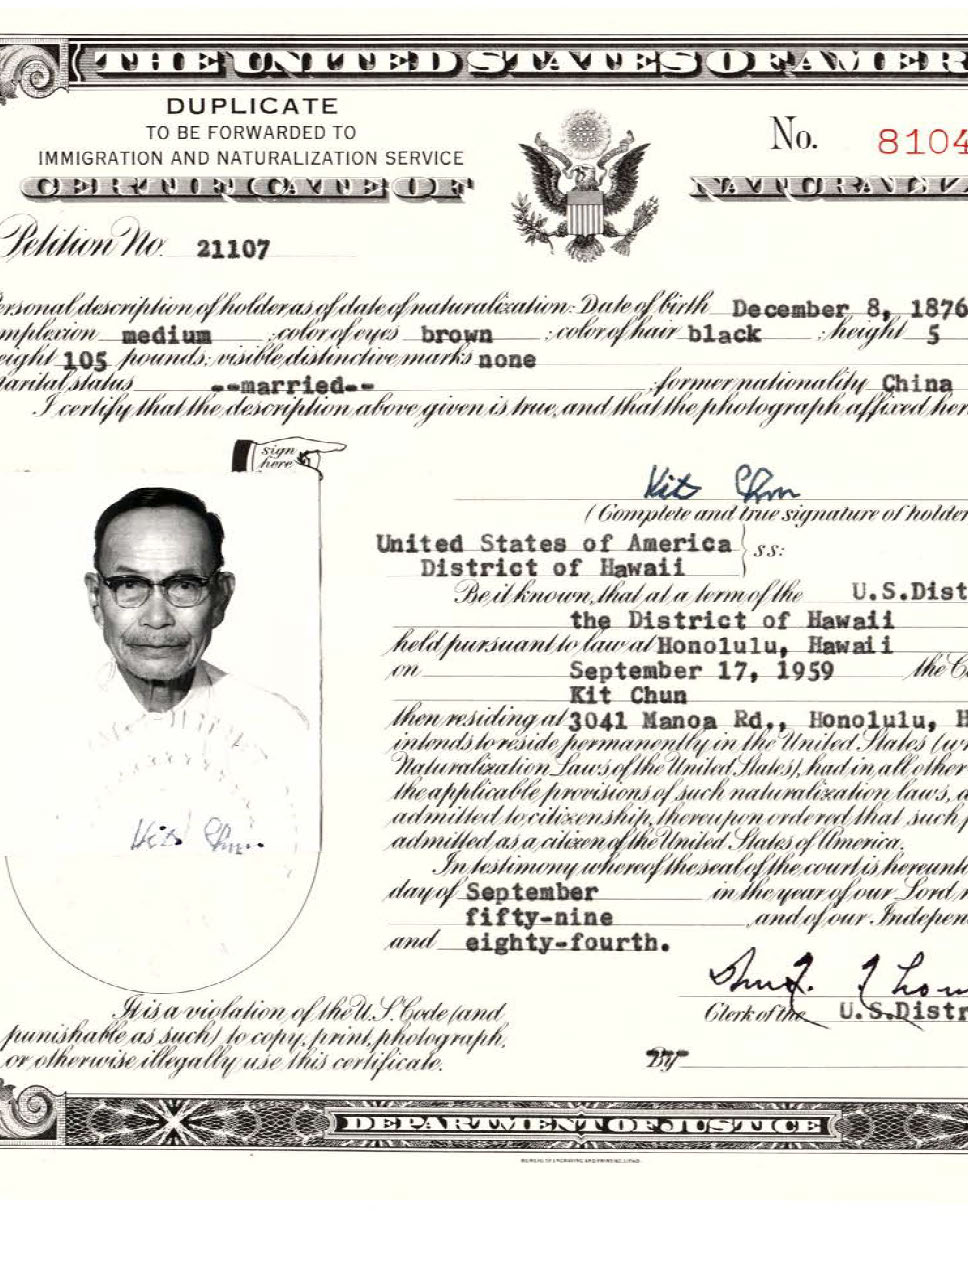 THE UNITED STATES OF AMER
DUPLICATE
TO BE FORWARDED TO
IMMIGRATION AND NATURALIZATION SERVICE
No. 8104
CERTIFICATE OF NATURALIZA
Petition No. 21107
ersonal description of holder as of date of naturalization: Date of birth December 8, 1876
mplexion medium ; color of eyes brown ; color of hair black ; height 5
eight 105 pounds; visible distinctive marks none
arital status --married-- ; former nationality China
I certify that the description above given is true, and that the photograph affixed her
sign
here
Kit Chun
(Complete and true signature of holder
United States of America } ss:
District of Hawaii
Be it known, that at a term of the U.S.Dist
the District of Hawaii
held pursuant to law at Honolulu, Hawaii
on September 17, 1959 the C
Kit Chun
then residing at 3041 Manoa Rd., Honolulu, H
intends to reside permanently in the United States (w
Naturalization Laws of the United States), had in all other
the applicable provisions of such naturalization laws, a
admitted to citizenship, thereupon ordered that such p
admitted as a citizen of the United States of America.
Kit Chun
In testimony whereof the seal of the court is hereunto
day of September in the year of our Lord n
fifty-nine and of our Indepen
and eighty-fourth.
Clerk of the U.S.Distr
It is a violation of the U.S. Code (and
punishable as such) to copy, print, photograph,
or otherwise illegally use this certificate.
By
DEPARTMENT OF JUSTICE